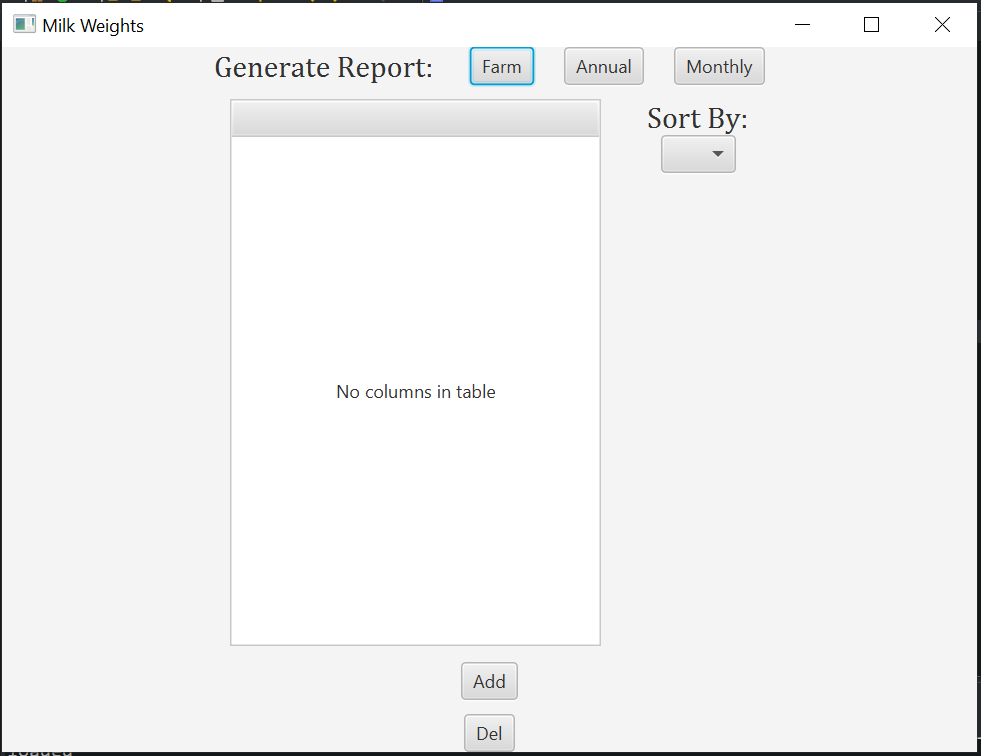 Milk Weights
Generate Report: Farm Annual Monthly
Sort By:
No columns in table
Add
Del